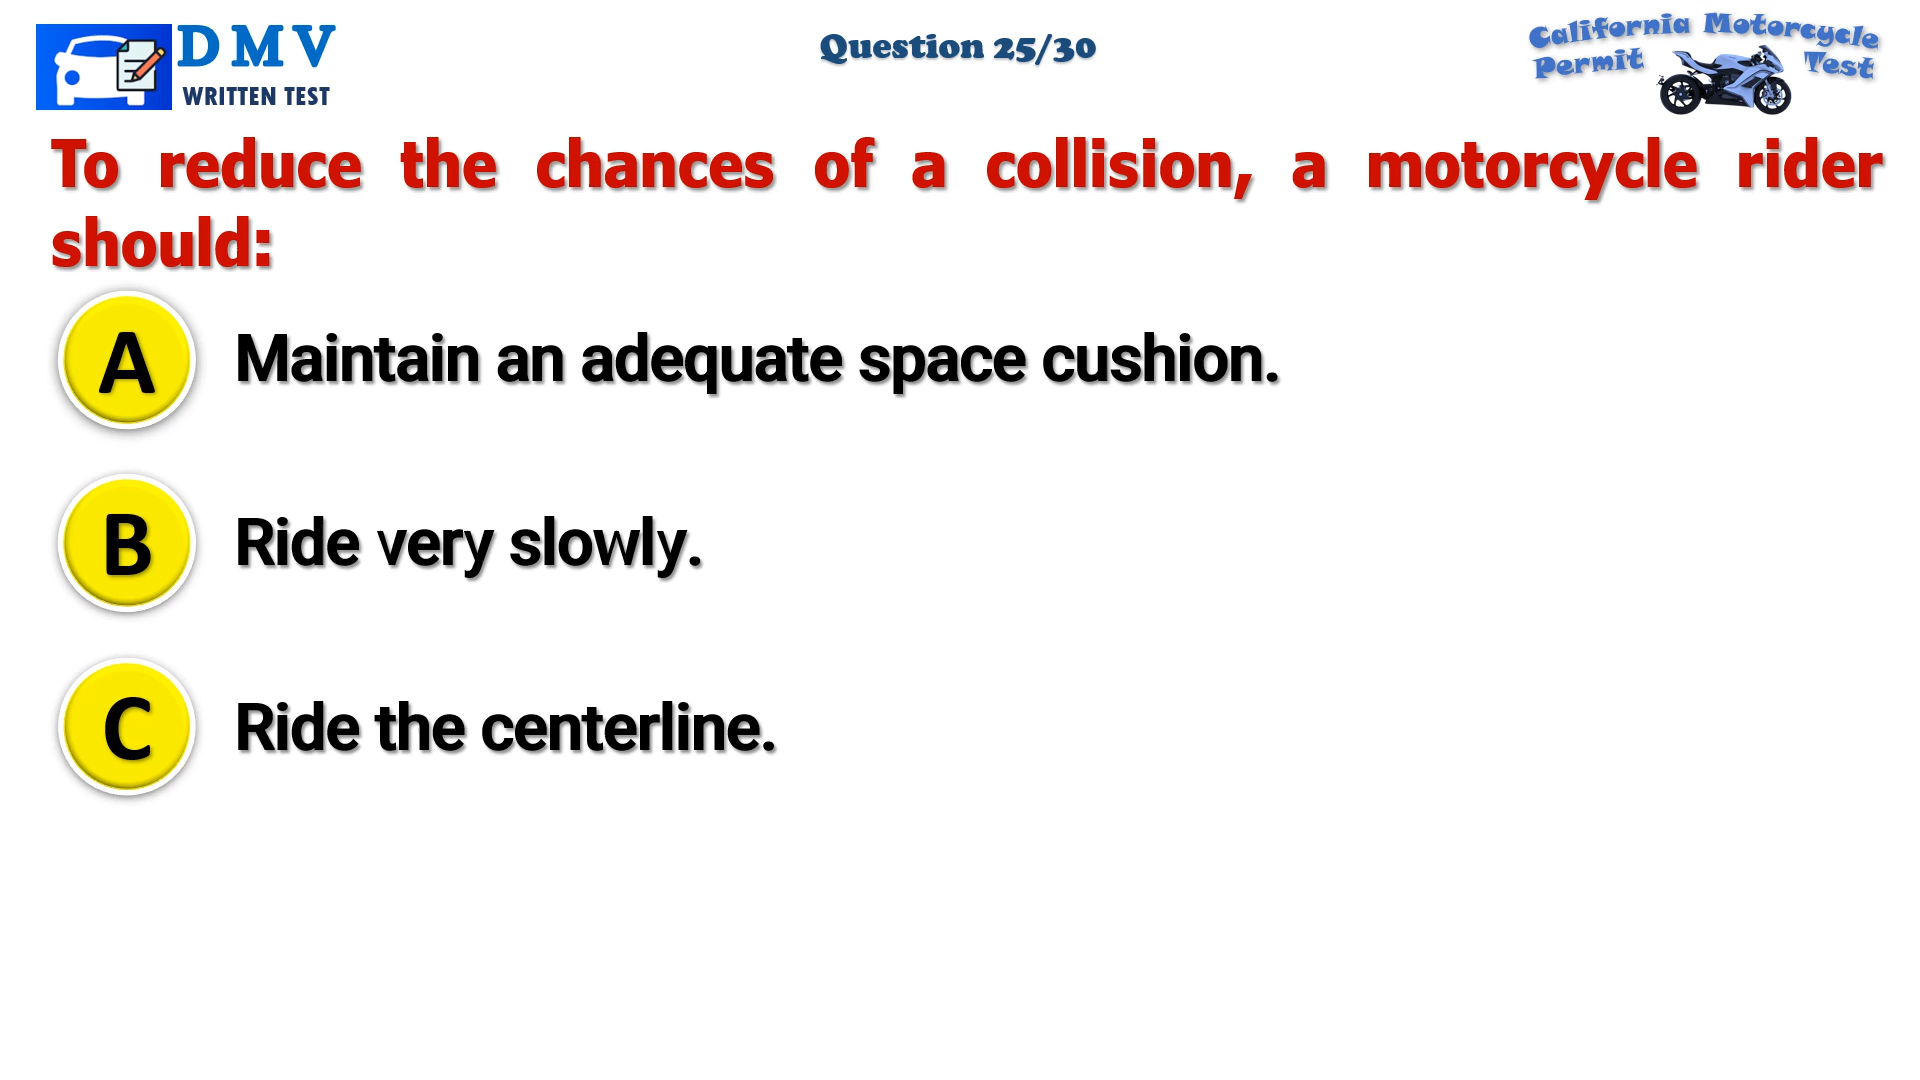 DMV
WRITTEN TEST
Question 25/30
California Motorcycle
Permit Test
To reduce the chances of a collision, a motorcycle rider
should:
A Maintain an adequate space cushion.
B Ride very slowly.
C Ride the centerline.